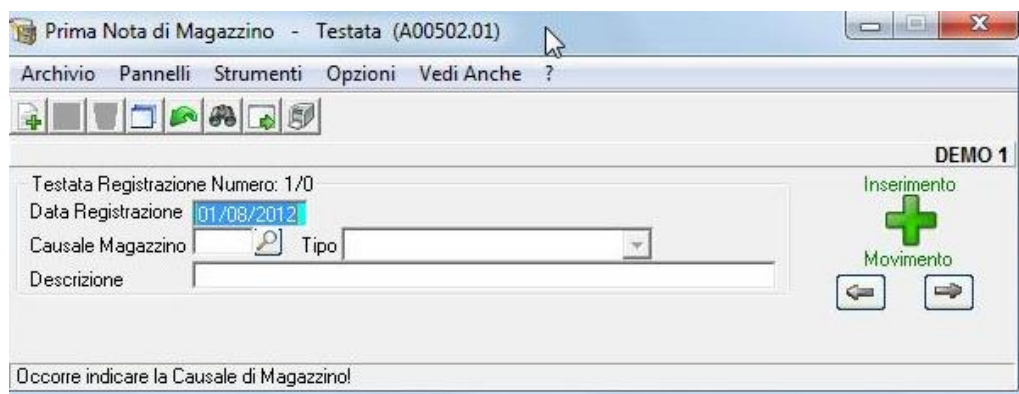 Prima Nota di Magazzino - Testata (A00502.01)
Archivio Pannelli Strumenti Opzioni Vedi Anche ?
DEMO 1
Testata Registrazione Numero: 1/0
Data Registrazione 01/08/2012
Causale Magazzino Tipo
Descrizione
Inserimento
Movimento
Occorre indicare la Causale di Magazzino!